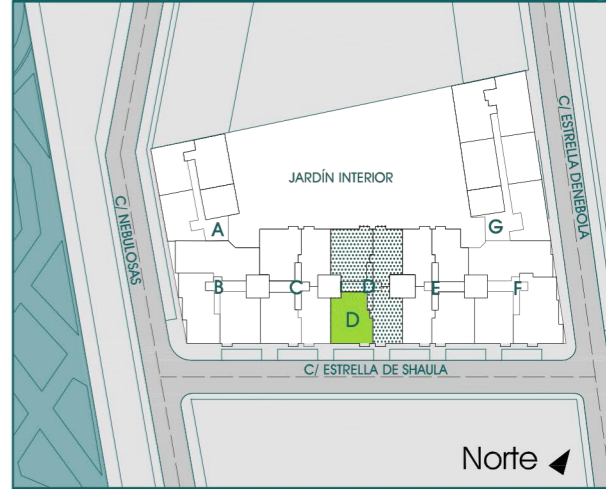 C/ ESTRELLA DENEBOLA
JARDÍN INTERIOR
C/ NEBULOSAS
A
G
B
C
D
E
F
D
C/ ESTRELLA DE SHAULA
Norte